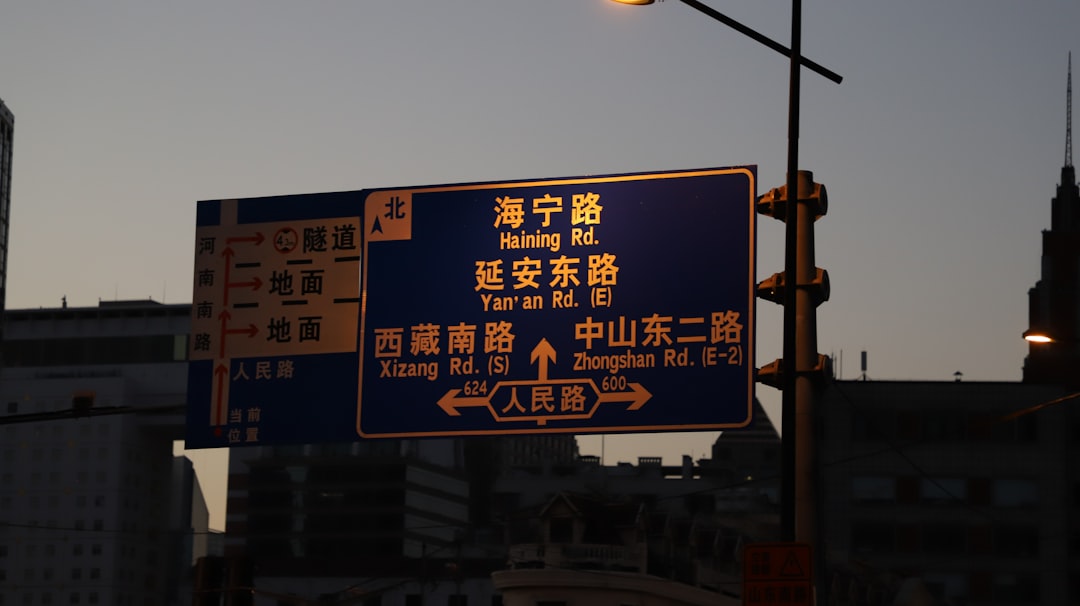 河南南路
4.2m 隧道
地面
地面
人民路
当前
位置
北
海宁路
Haining Rd.
延安东路
Yan'an Rd. (E)
西藏南路
Xizang Rd. (S)
中山东二路
Zhongshan Rd. (E-2)
624 人民路 600